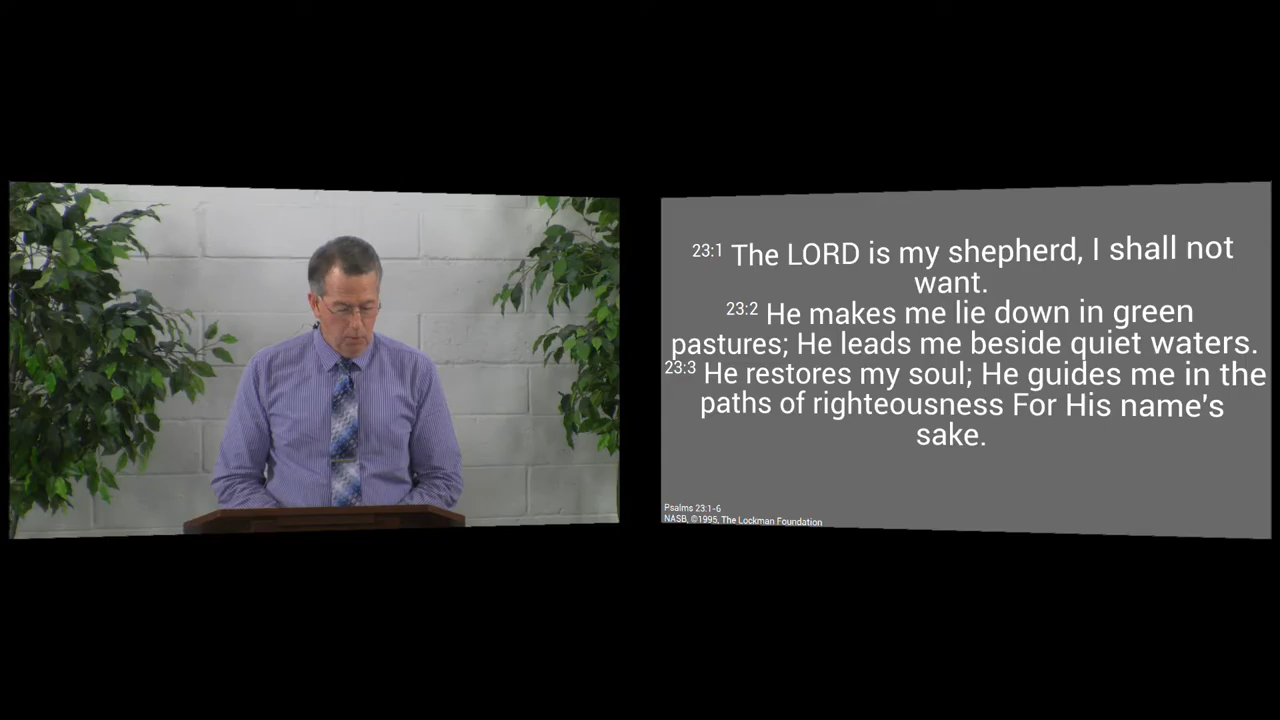 23:1 The LORD is my shepherd, I shall not
want.
23:2 He makes me lie down in green
pastures; He leads me beside quiet waters.
23:3 He restores my soul; He guides me in the
paths of righteousness For His name's
sake.
Psalms 23:1-6
NASB, ©1995, The Lockman Foundation